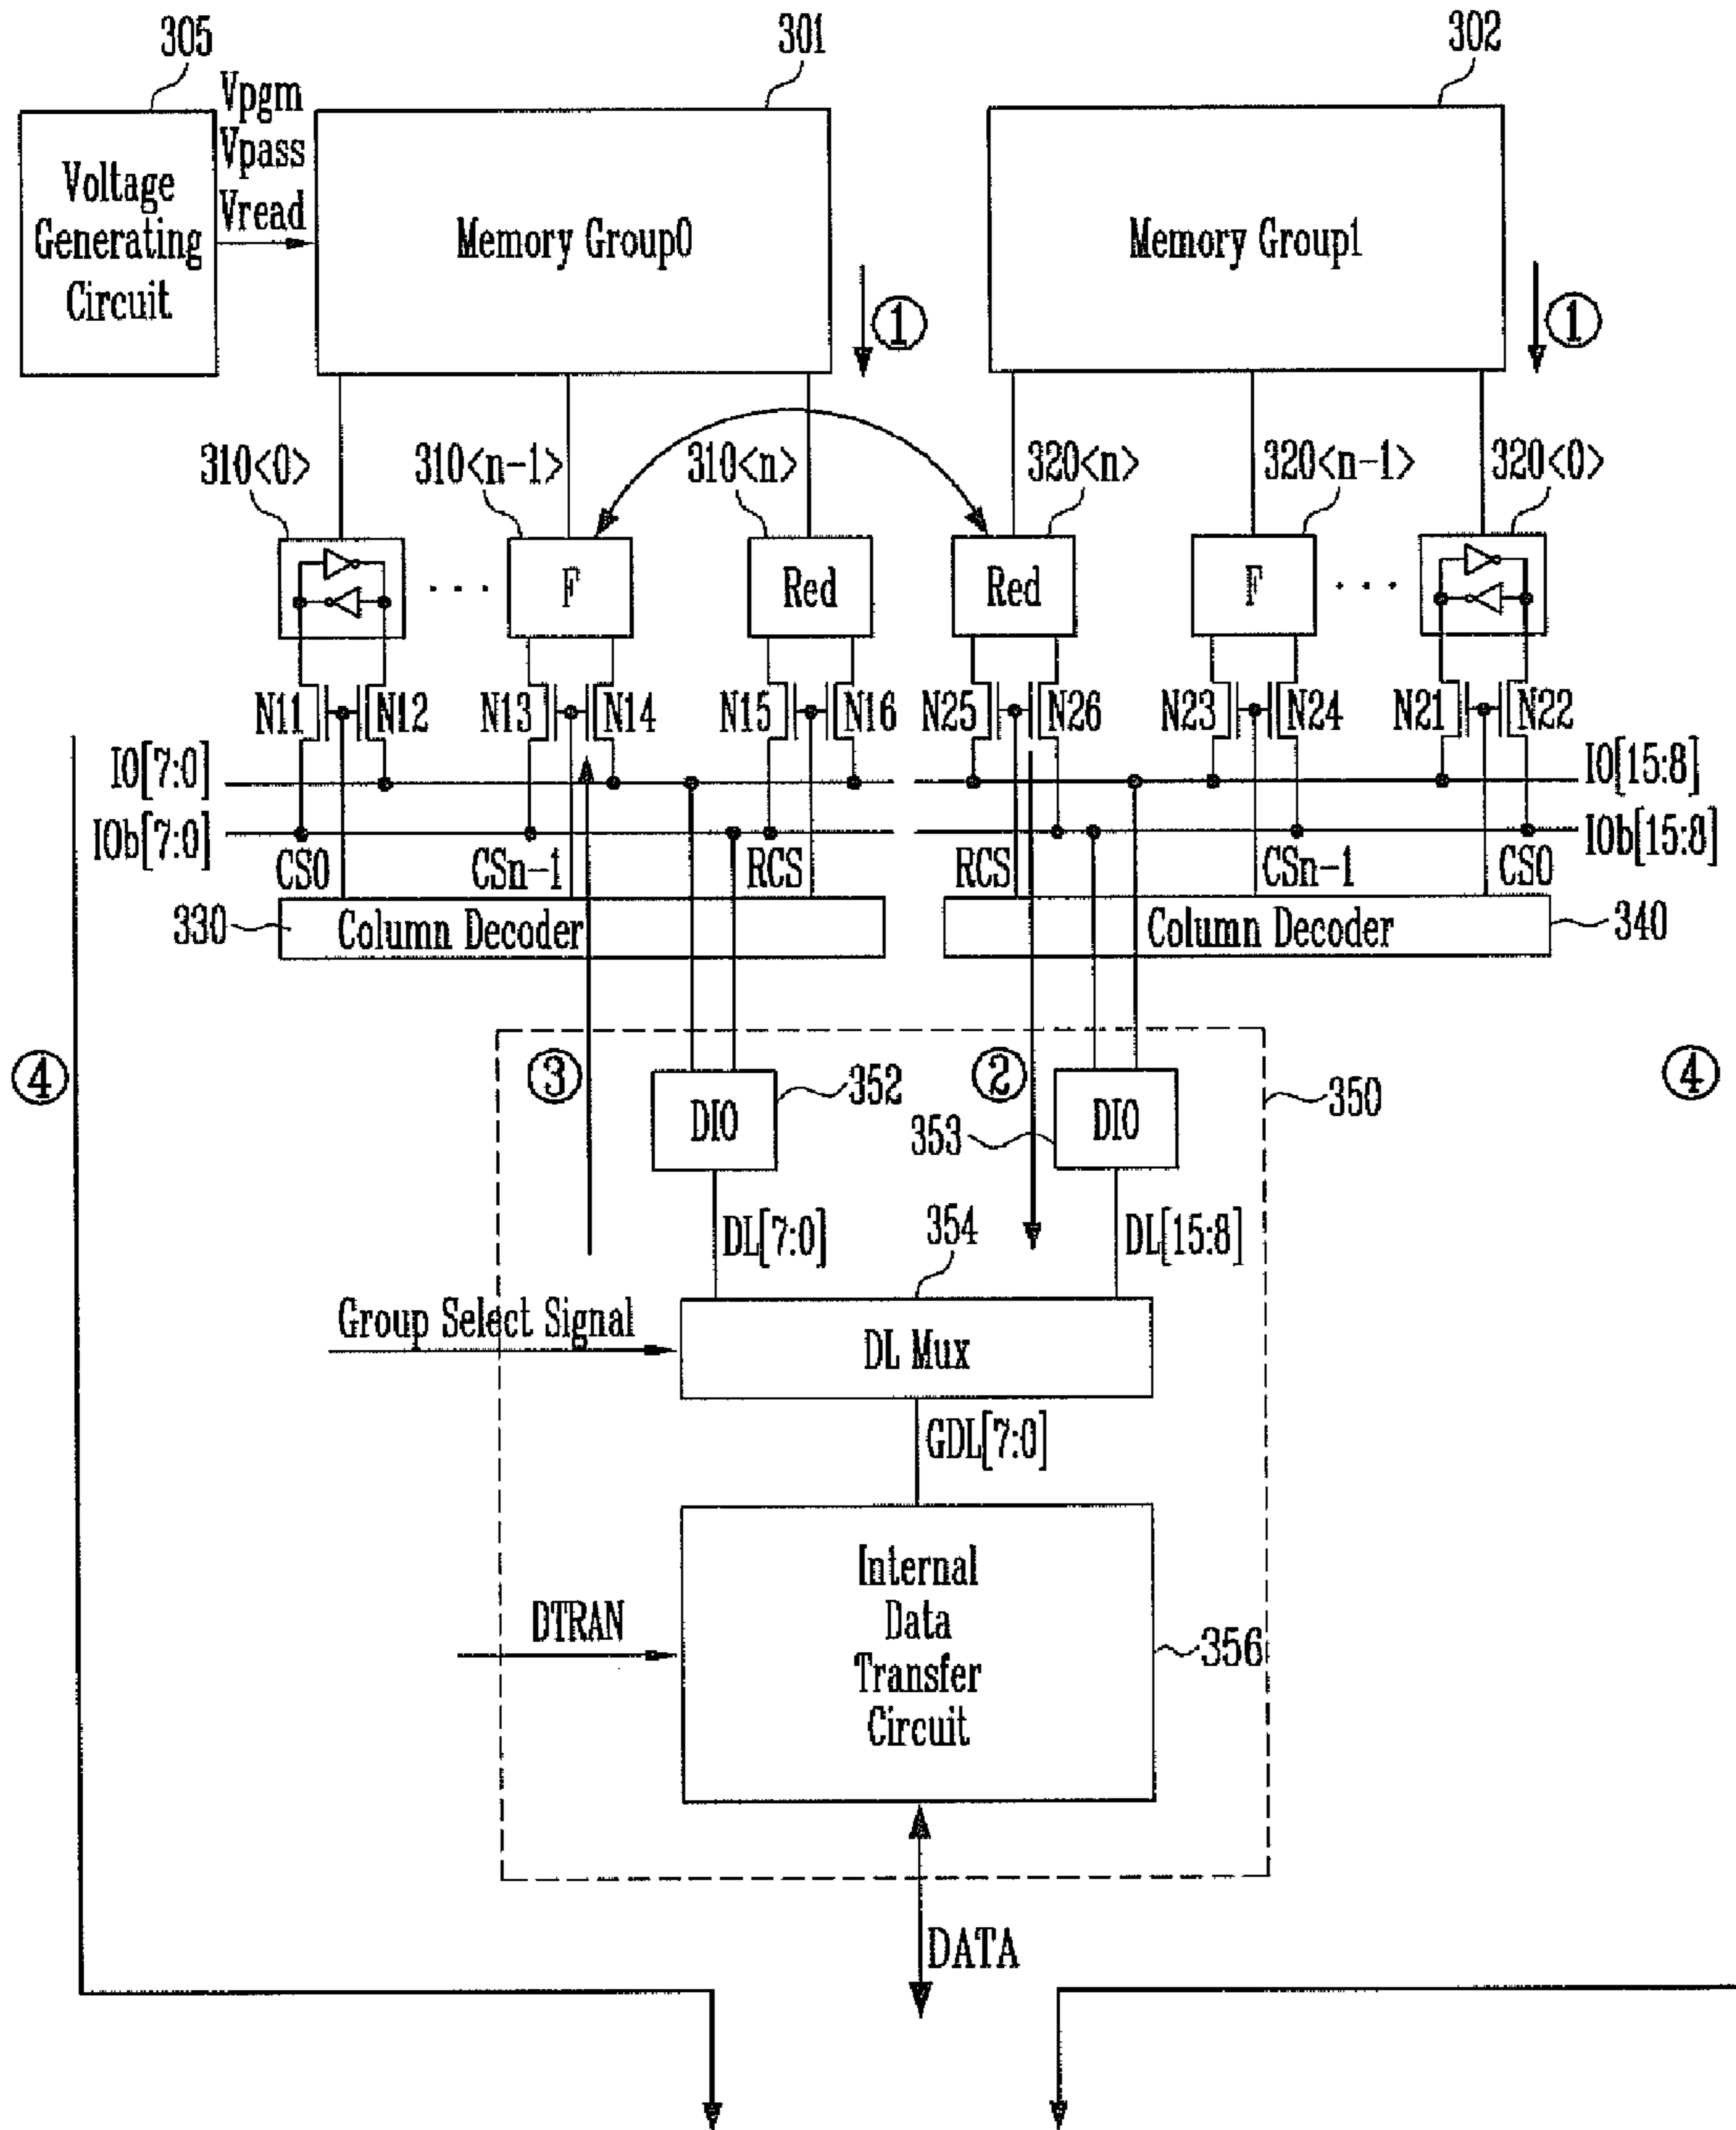 305
301
302
Vpgm
Vpass
Vread
Voltage
Generating
Circuit
Memory Group0
Memory Group1
①
①
310<0>
310<n-1>
310<n>
320<n>
320<n-1>
320<0>
. . .
F
Red
Red
F
. . .
N11
N12
N13
N14
N15
N16
N25
N26
N23
N24
N21
N22
IO[7:0]
IO[15:8]
IOb[7:0]
IOb[15:8]
CS0
CSn-1
RCS
RCS
CSn-1
CS0
330
Column Decoder
Column Decoder
340
④
③
352
②
350
④
DIO
353
DIO
DL[7:0]
354
DL[15:8]
Group Select Signal
DL Mux
GDL[7:0]
Internal
Data
Transfer
Circuit
DTRAN
356
DATA